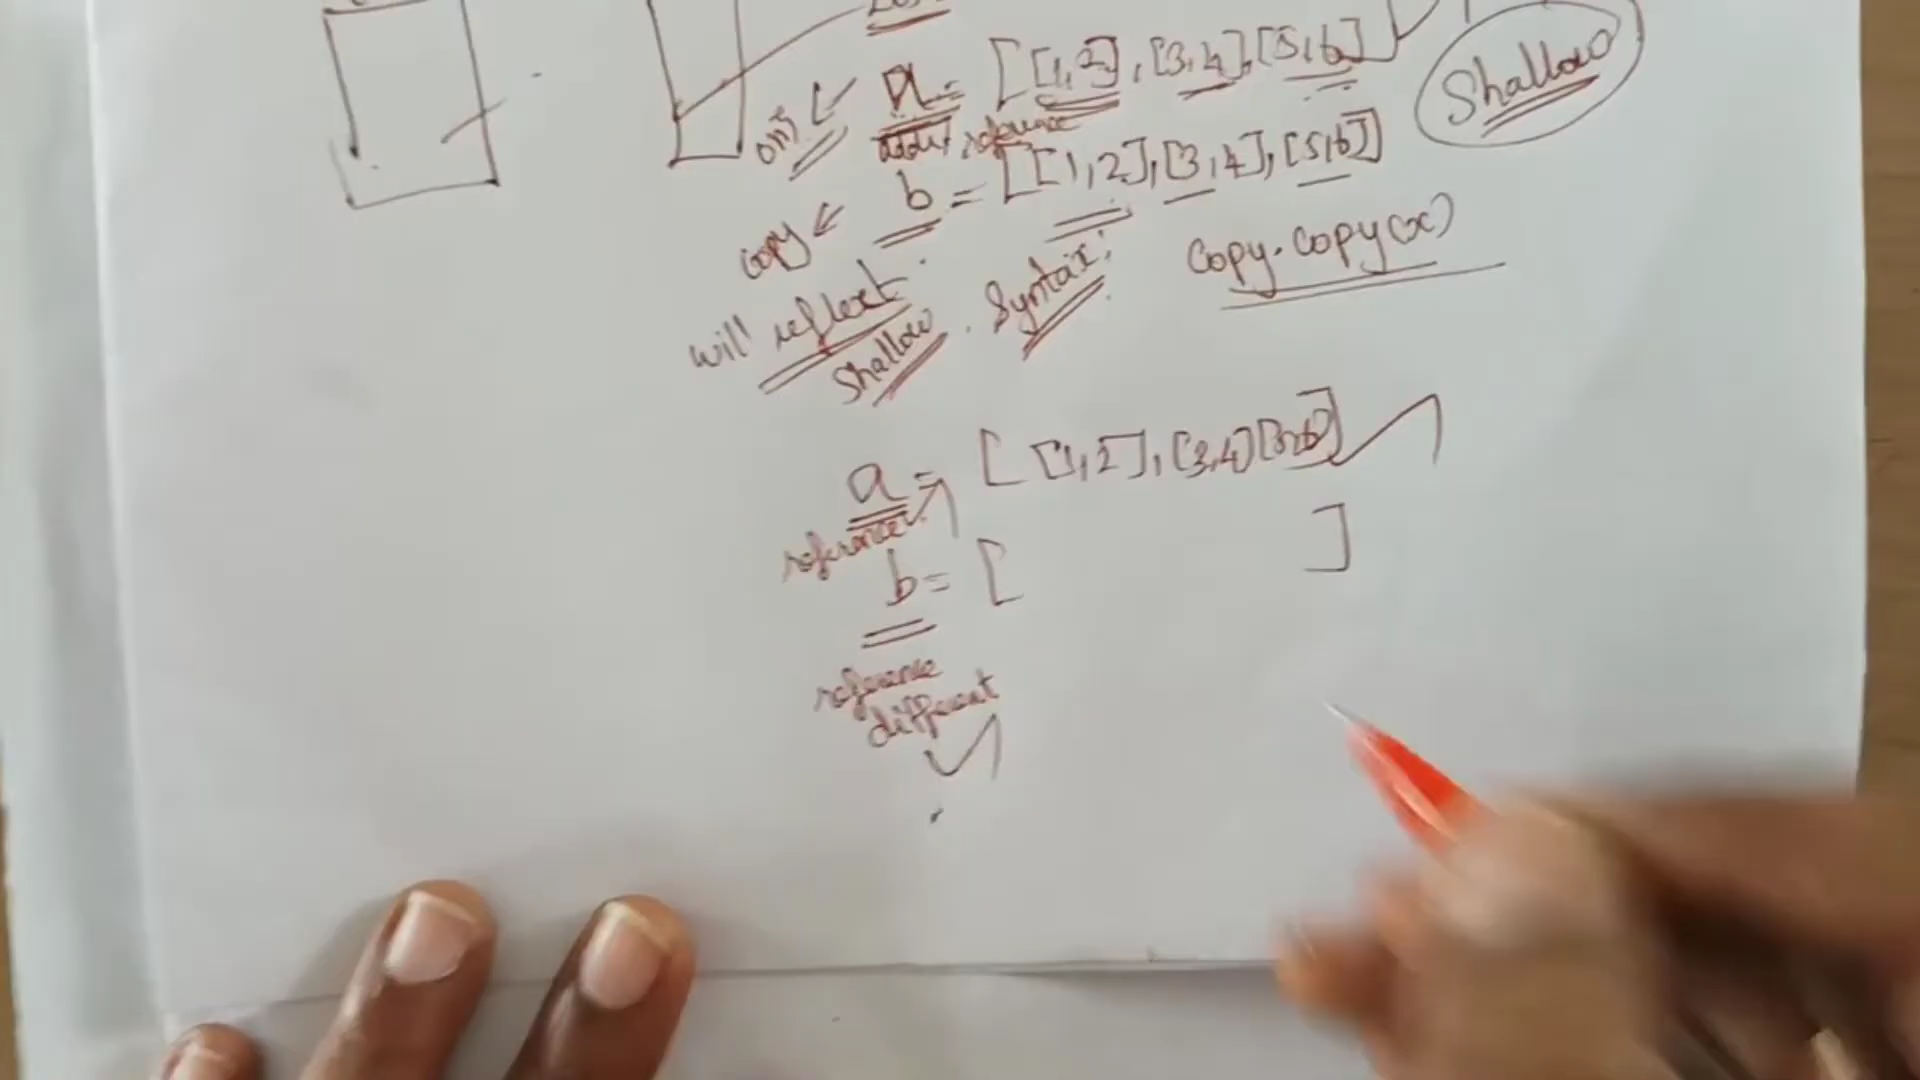 a = [[1,2],[3,4],[5,6]]
Shallow
reference
b = [[1,2],[3,4],[5,6]]
copy
copy.copy(x)
will reflect
Shallow Syntax:
a = [[1,2],[3,4][5,6]
reference
b = [ ]
reference
different